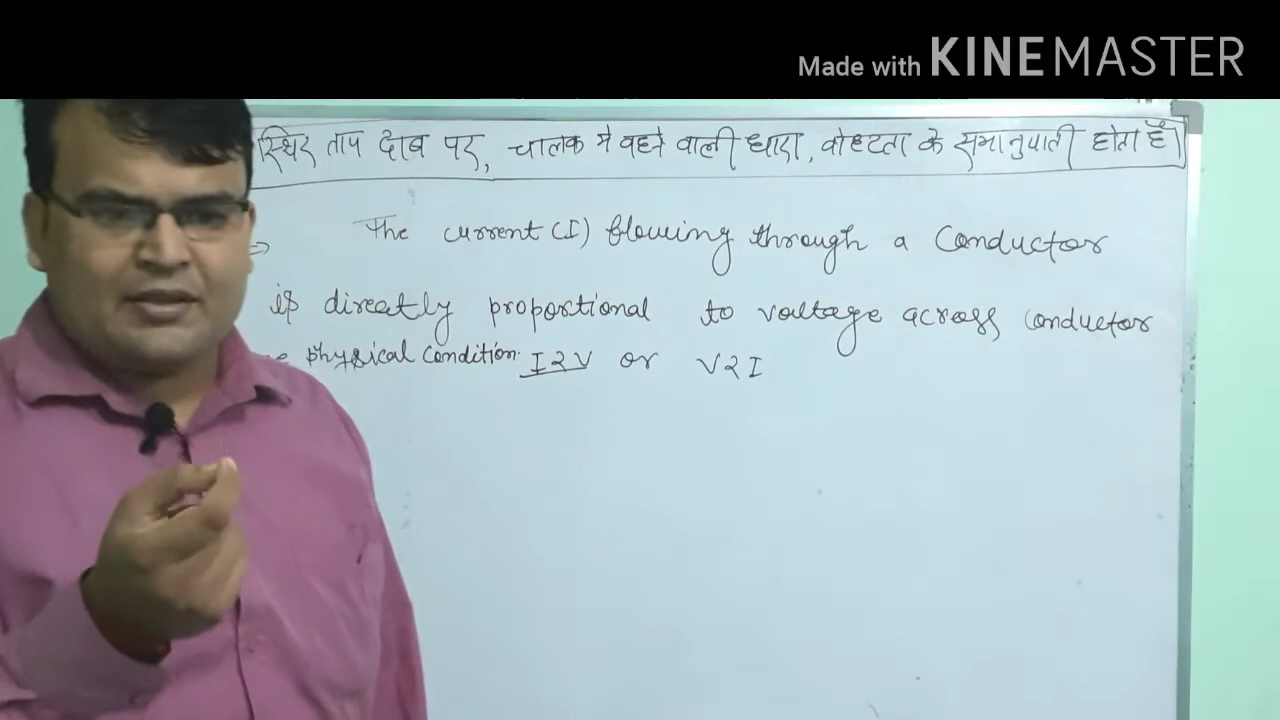 Made with KINEMASTER
स्थिर ताप दाब पर, चालक मे वहने वाली धारा, वोल्टता के समानुपाती होता है।
⇒ The current (I) flowing through a Conductor
is directly proportional to voltage across conductor
physical Condition. I α V or V α I